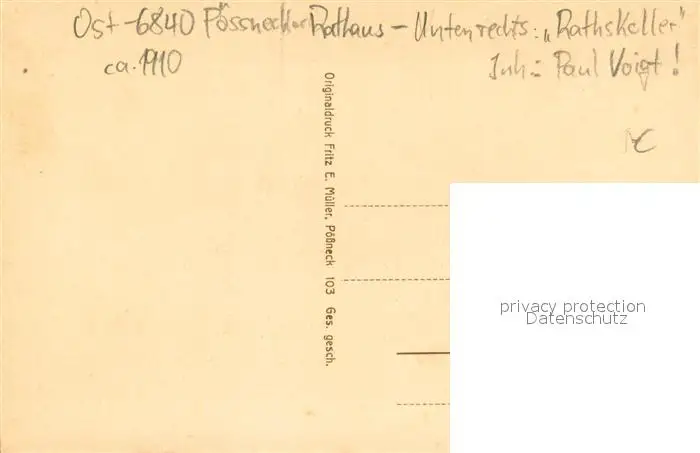 Ost-6840 Pössnecker Rathaus - Unten rechts: „Rathskeller"
ca. 1910
Inh.: Paul Voigt!
Originaldruck Fritz E. Müller, Pößneck 103 Ges. gesch.
privacy protection
Datenschutz